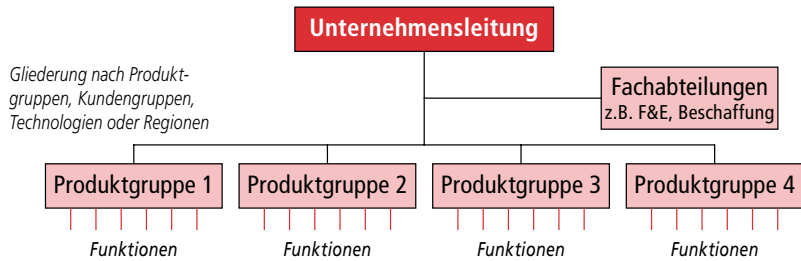 Unternehmensleitung
Gliederung nach Produkt-
gruppen, Kundengruppen,
Technologien oder Regionen
Fachabteilungen
z.B. F&E, Beschaffung
Produktgruppe 1
Produktgruppe 2
Produktgruppe 3
Produktgruppe 4
Funktionen
Funktionen
Funktionen
Funktionen